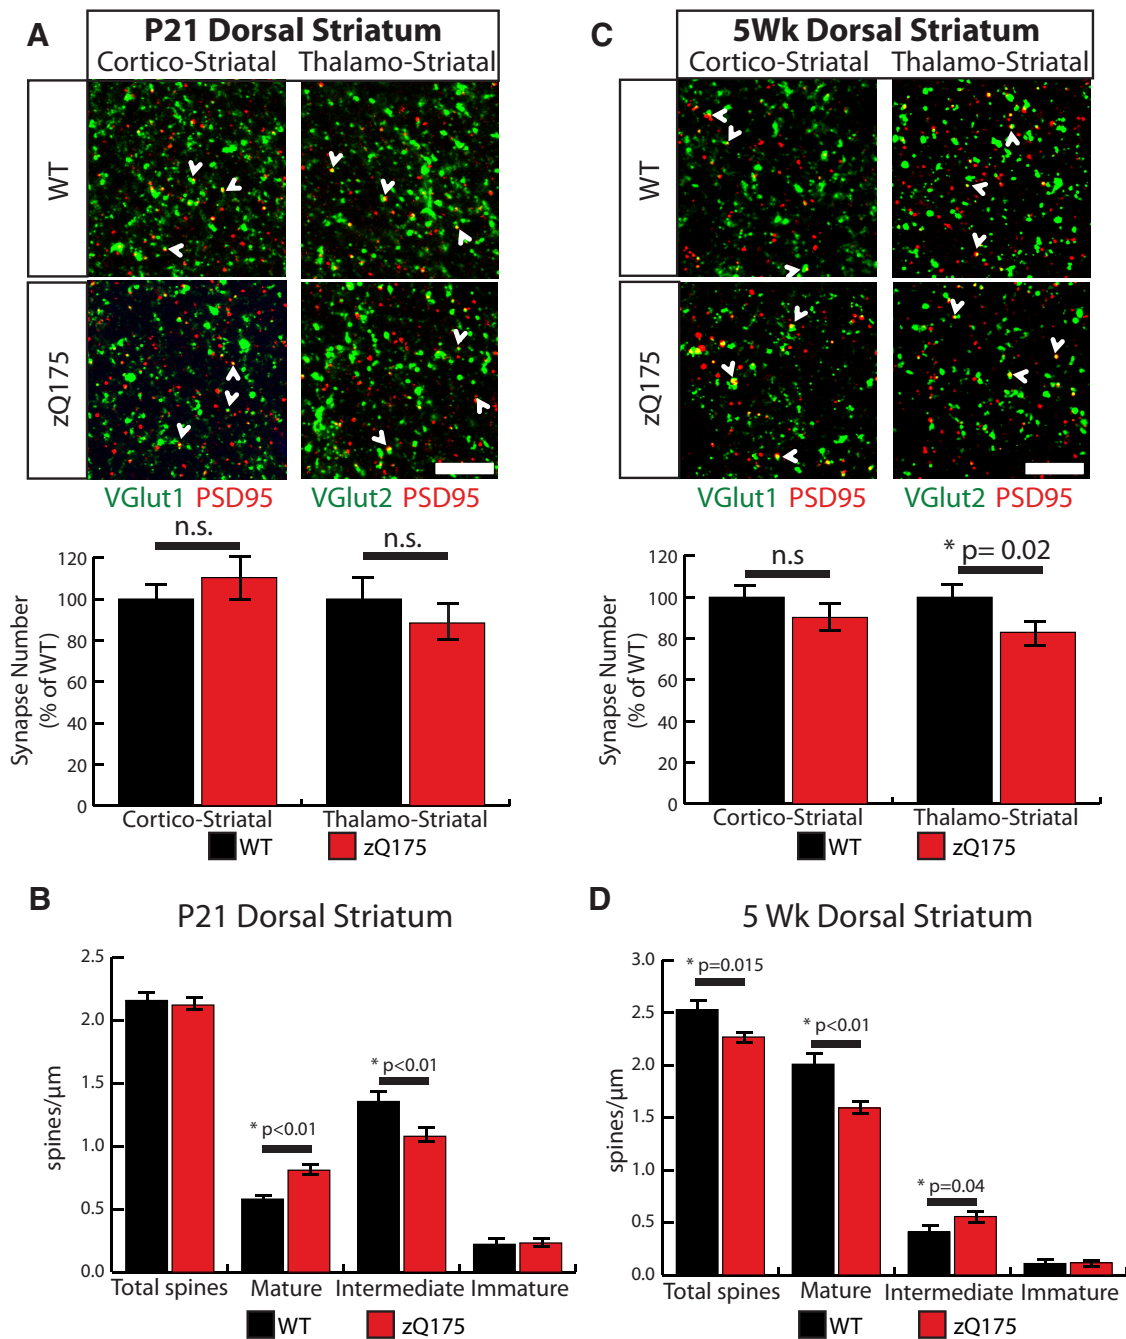 A
P21 Dorsal Striatum
Cortico-Striatal Thalamo-Striatal
WT
zQ175
VGlut1 PSD95 VGlut2 PSD95
n.s.
n.s.
Synapse Number
(% of WT)
120
100
80
60
40
20
0
Cortico-Striatal Thalamo-Striatal
WT zQ175
C
5Wk Dorsal Striatum
Cortico-Striatal Thalamo-Striatal
WT
zQ175
VGlut1 PSD95 VGlut2 PSD95
n.s
* p= 0.02
Synapse Number
(% of WT)
120
100
80
60
40
20
0
Cortico-Striatal Thalamo-Striatal
WT zQ175
B
P21 Dorsal Striatum
spines/µm
2.5
2.0
1.5
1.0
0.5
0.0
* p<0.01
* p<0.01
Total spines Mature Intermediate Immature
WT zQ175
D
5 Wk Dorsal Striatum
spines/µm
3.0
2.5
2.0
1.5
1.0
0.5
0.0
* p=0.015
* p<0.01
* p=0.04
Total spines Mature Intermediate Immature
WT zQ175